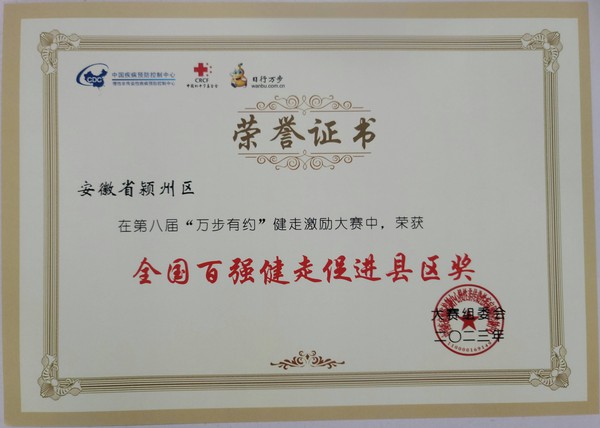 CDC
中国疾病预防控制中心
慢性非传染性疾病预防控制中心
CRCF
中国红十字基金会
日行万步
wanbu.com.cn
荣誉证书
安徽省颍州区
在第八届“万步有约”健走激励大赛中，荣获
全国百强健走促进县区奖
大赛组委会
二〇二三年